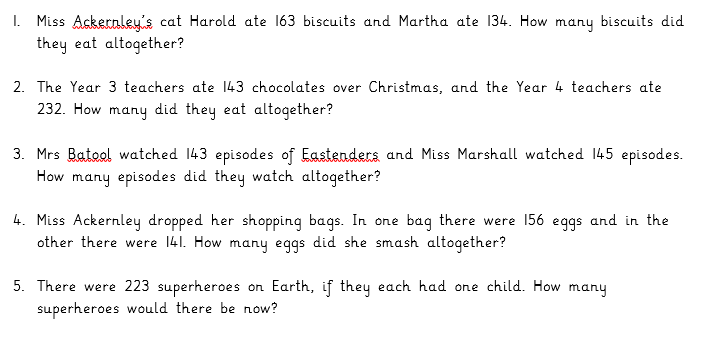 1. Miss Ackernley's cat Harold ate 163 biscuits and Martha ate 134. How many biscuits did
they eat altogether?
2. The Year 3 teachers ate 143 chocolates over Christmas, and the Year 4 teachers ate
232. How many did they eat altogether?
3. Mrs Batool watched 143 episodes of Eastenders and Miss Marshall watched 145 episodes.
How many episodes did they watch altogether?
4. Miss Ackernley dropped her shopping bags. In one bag there were 156 eggs and in the
other there were 141. How many eggs did she smash altogether?
5. There were 223 superheroes on Earth, if they each had one child. How many
superheroes would there be now?